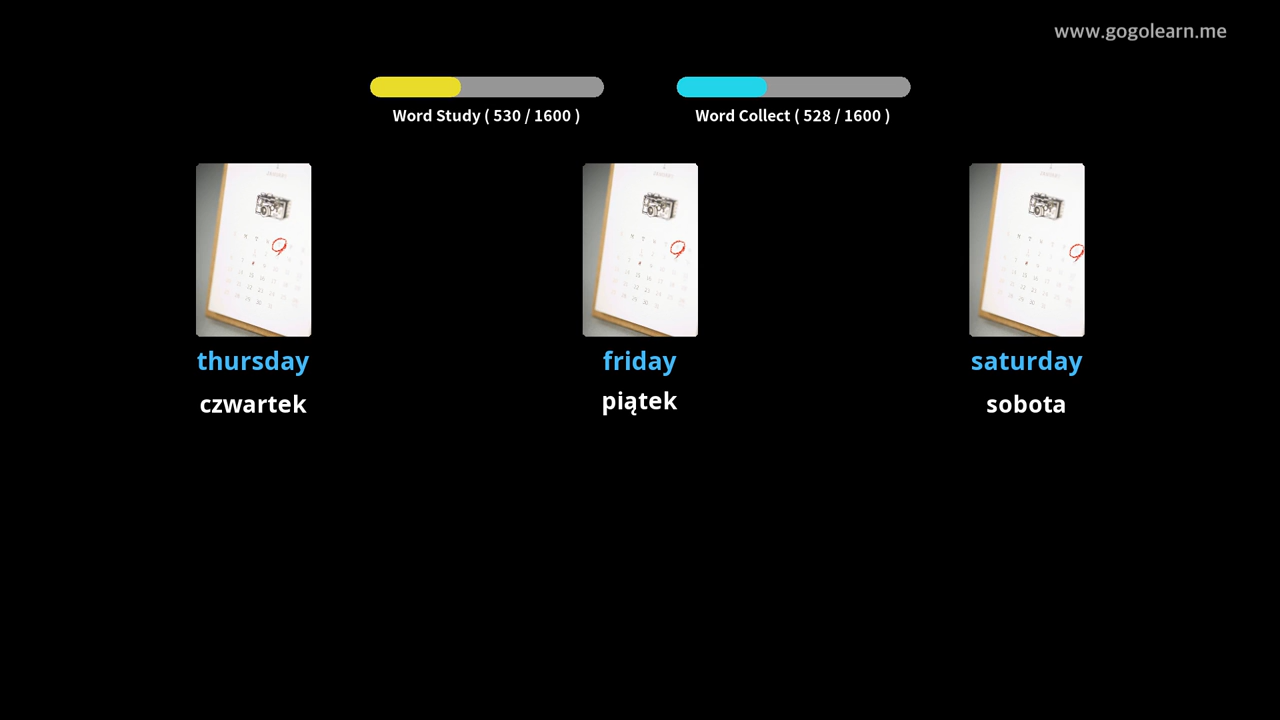 www.gogolearn.me
Word Study ( 530 / 1600 )
Word Collect ( 528 / 1600 )
thursday
friday
saturday
czwartek
piątek
sobota